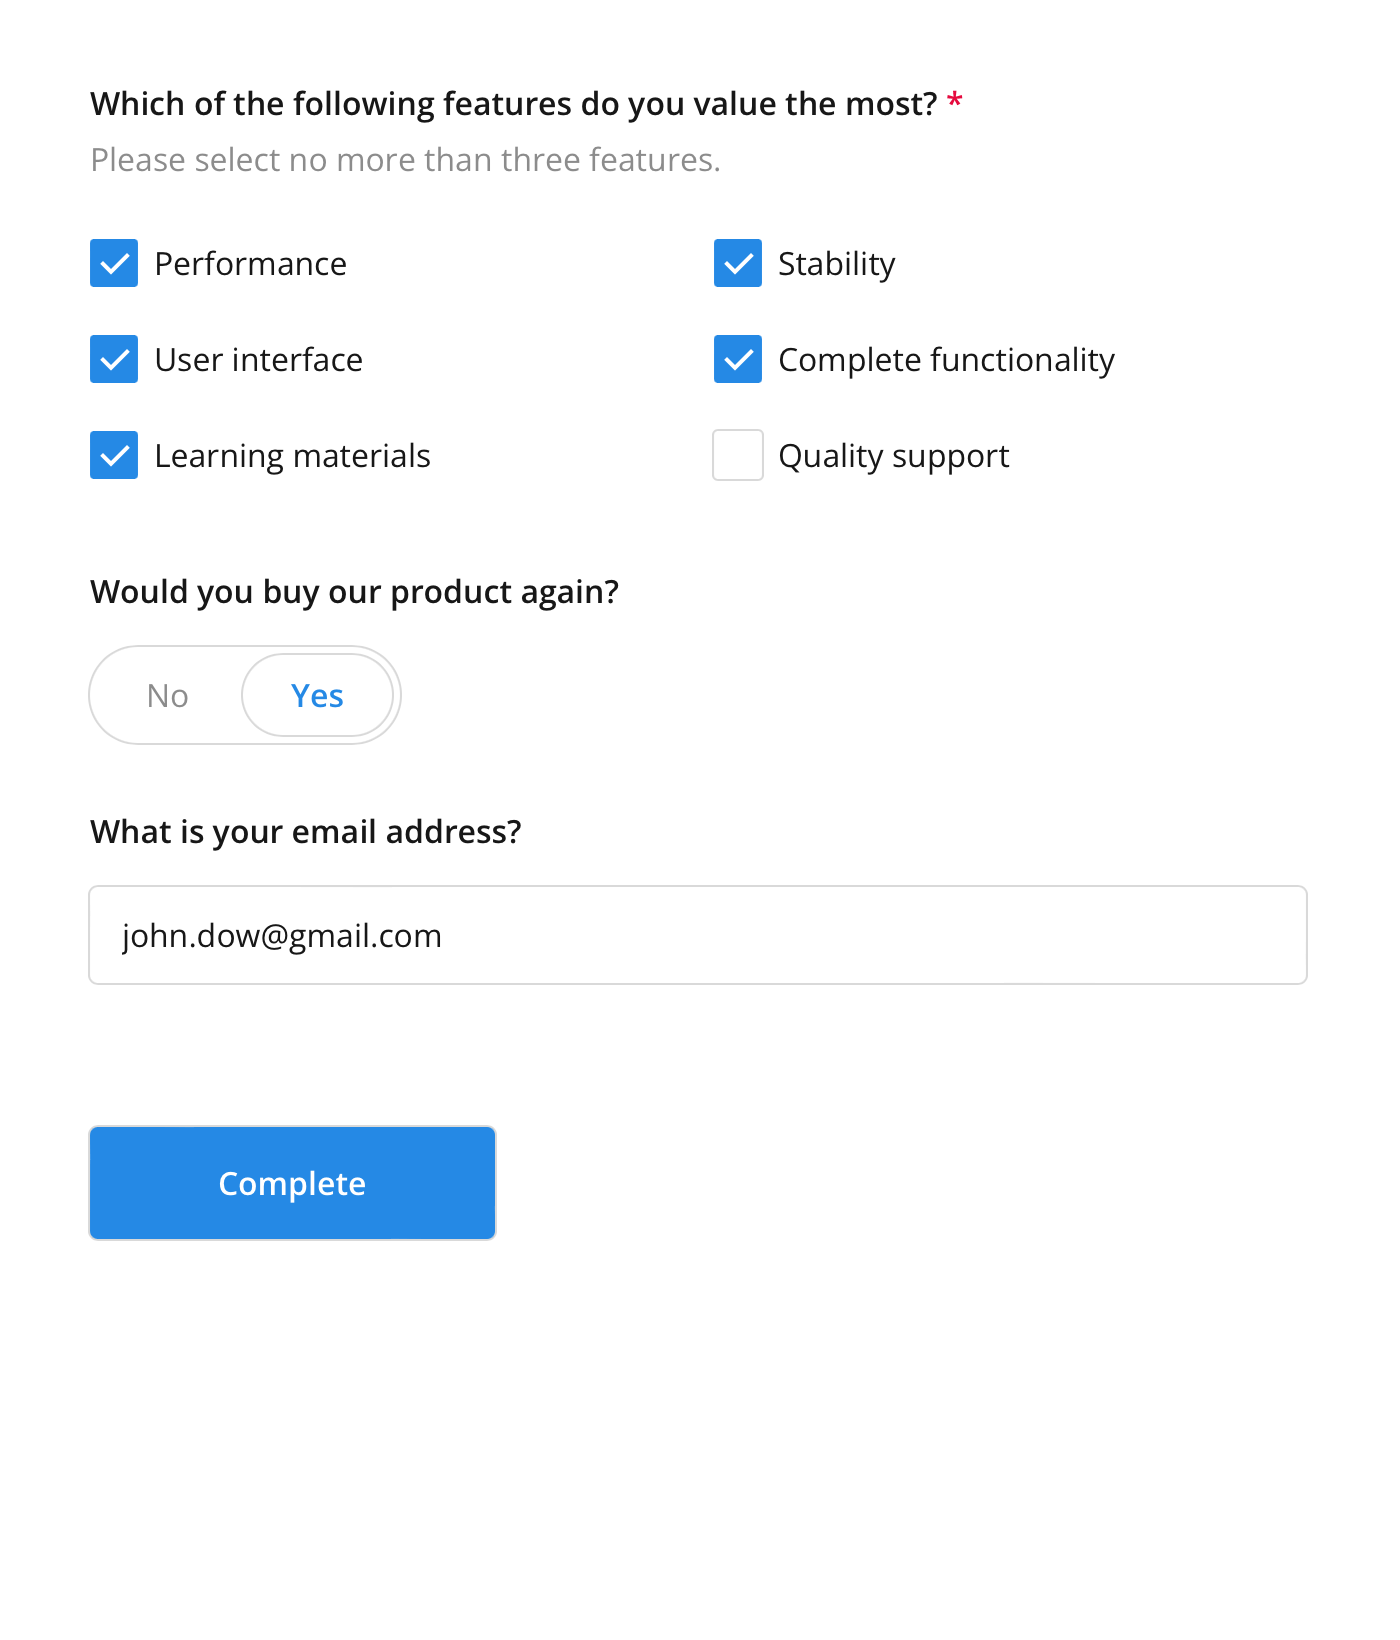 Which of the following features do you value the most? *
Please select no more than three features.
Performance
Stability
User interface
Complete functionality
Learning materials
Quality support
Would you buy our product again?
No Yes
What is your email address?
john.dow@gmail.com
Complete